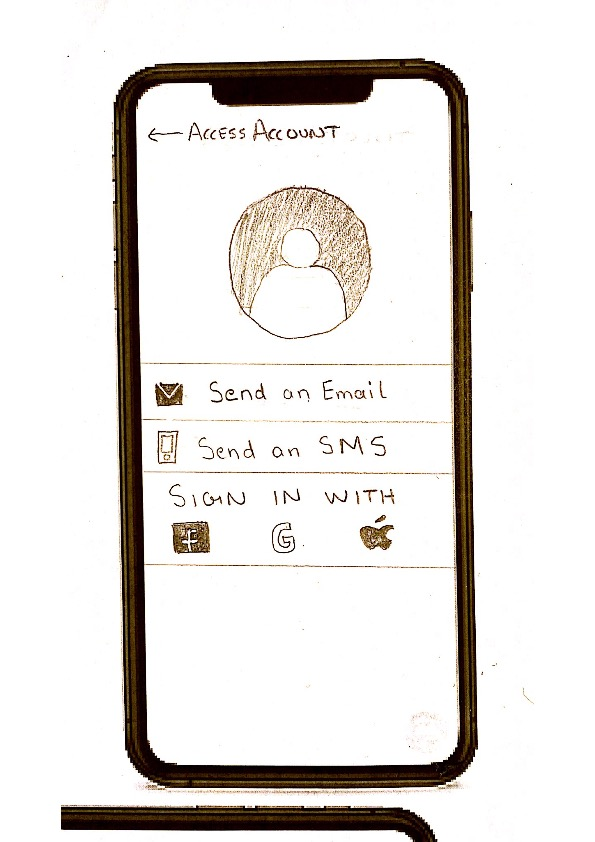 ← Access Account
Send an Email
Send an SMS
SIGN IN WITH
f G